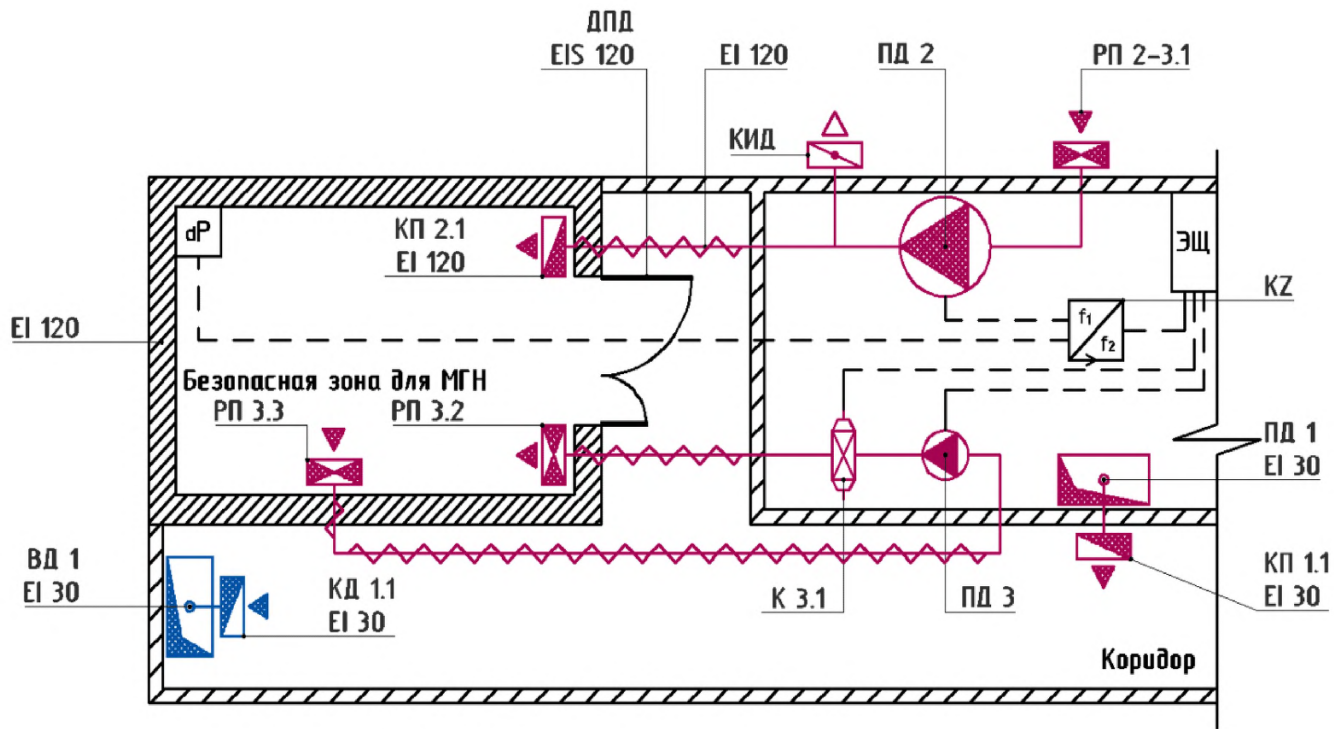 ДПД
EIS 120
EI 120
ПД 2
РП 2-3.1
КИД
dP
КП 2.1
EI 120
ЭЩ
KZ
f₁
f₂
EI 120
Безопасная зона для МГН
РП 3.3
РП 3.2
ПД 1
EI 30
ВД 1
EI 30
КД 1.1
EI 30
К 3.1
ПД 3
КП 1.1
EI 30
Коридор